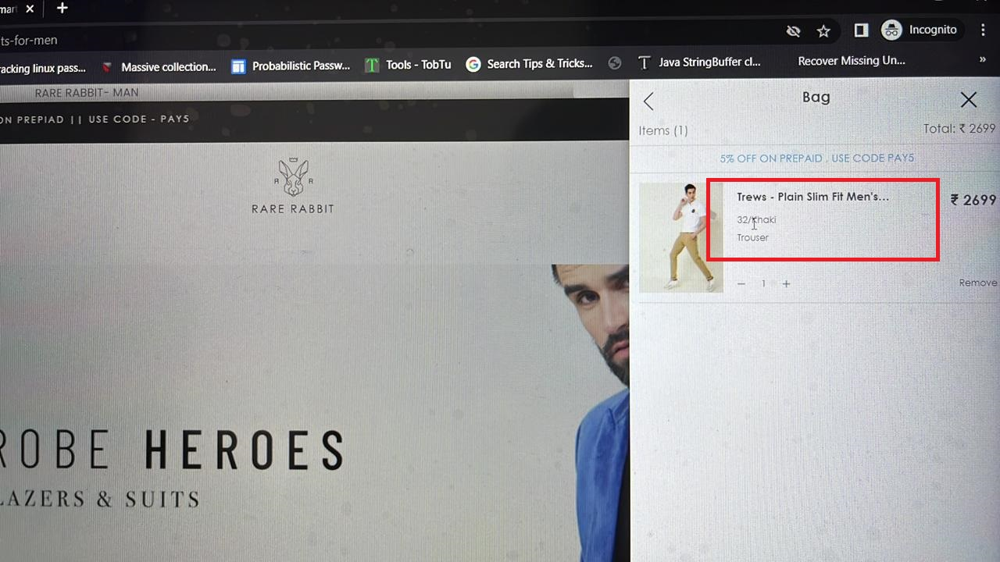 mar
ts-for-men
Incognito
racking linux pass...
Massive collection...
Probabilistic Passw...
Tools - TobTu
Search Tips & Tricks...
Java StringBuffer cl...
Recover Missing Un...
»
RARE RABBIT- MAN
ON PREPIAD || USE CODE - PAY5
R R
RARE RABBIT
ROBE HEROES
LAZERS & SUITS
Bag
Items (1)
Total: ₹ 2699
5% OFF ON PREPAID , USE CODE PAY5
Trews - Plain Slim Fit Men's...
₹ 2699
32/Khaki
Trouser
− 1 +
Remove